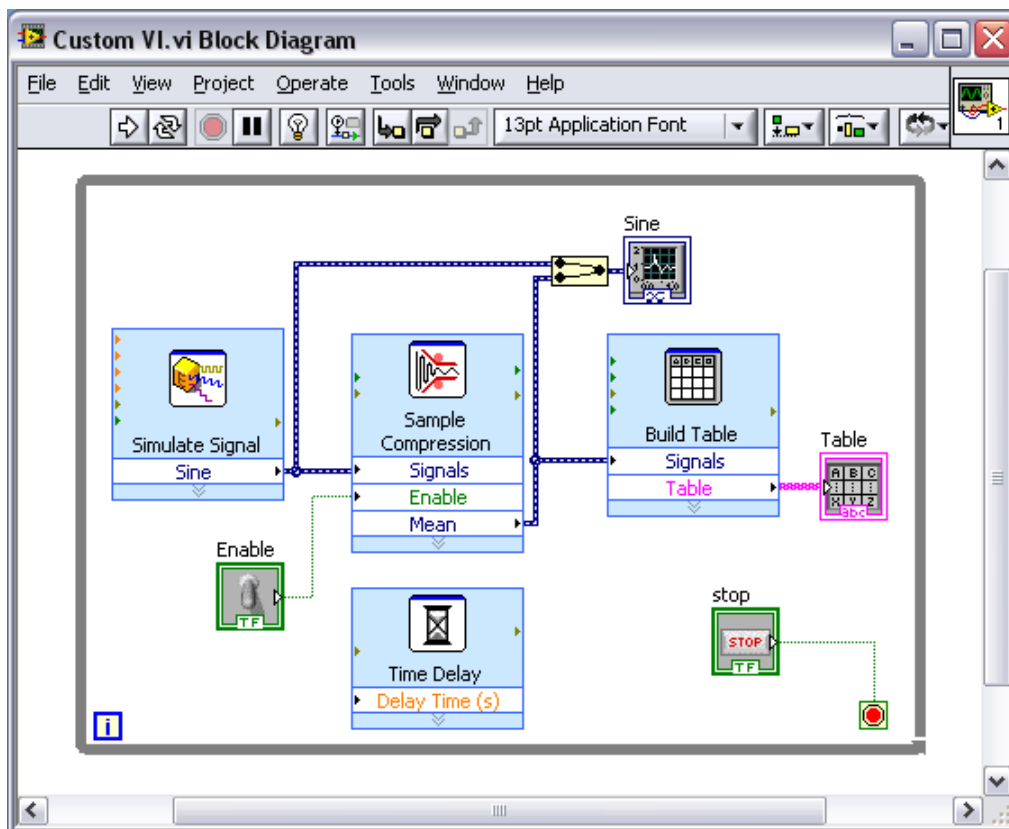 Custom VI.vi Block Diagram
File Edit View Project Operate Tools Window Help
13pt Application Font
1
Sine
Simulate Signal
Sine
Sample
Compression
Signals
Enable
Mean
Build Table
Signals
Table
Table
Enable
TF
Time Delay
Delay Time (s)
stop
STOP
TF
i